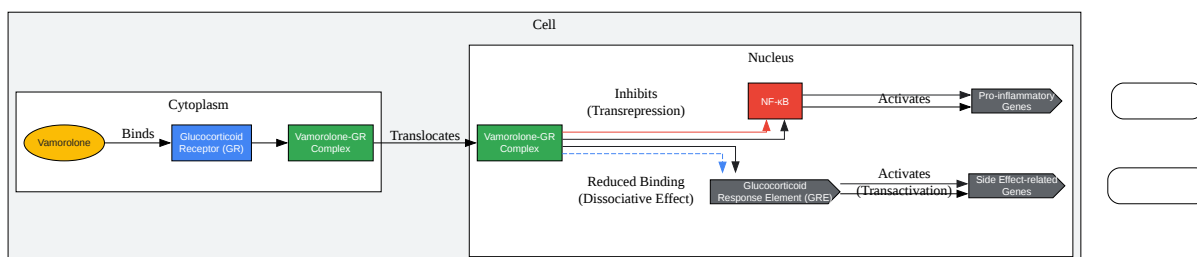 Cell
Nucleus
Cytoplasm
Vamorolone
Binds
Glucocorticoid
Receptor (GR)
Vamorolone-GR
Complex
Translocates
Vamorolone-GR
Complex
Inhibits
(Transrepression)
NF-κB
Activates
Pro-inflammatory
Genes
Reduced Binding
(Dissociative Effect)
Glucocorticoid
Response Element (GRE)
Activates
(Transactivation)
Side Effect-related
Genes